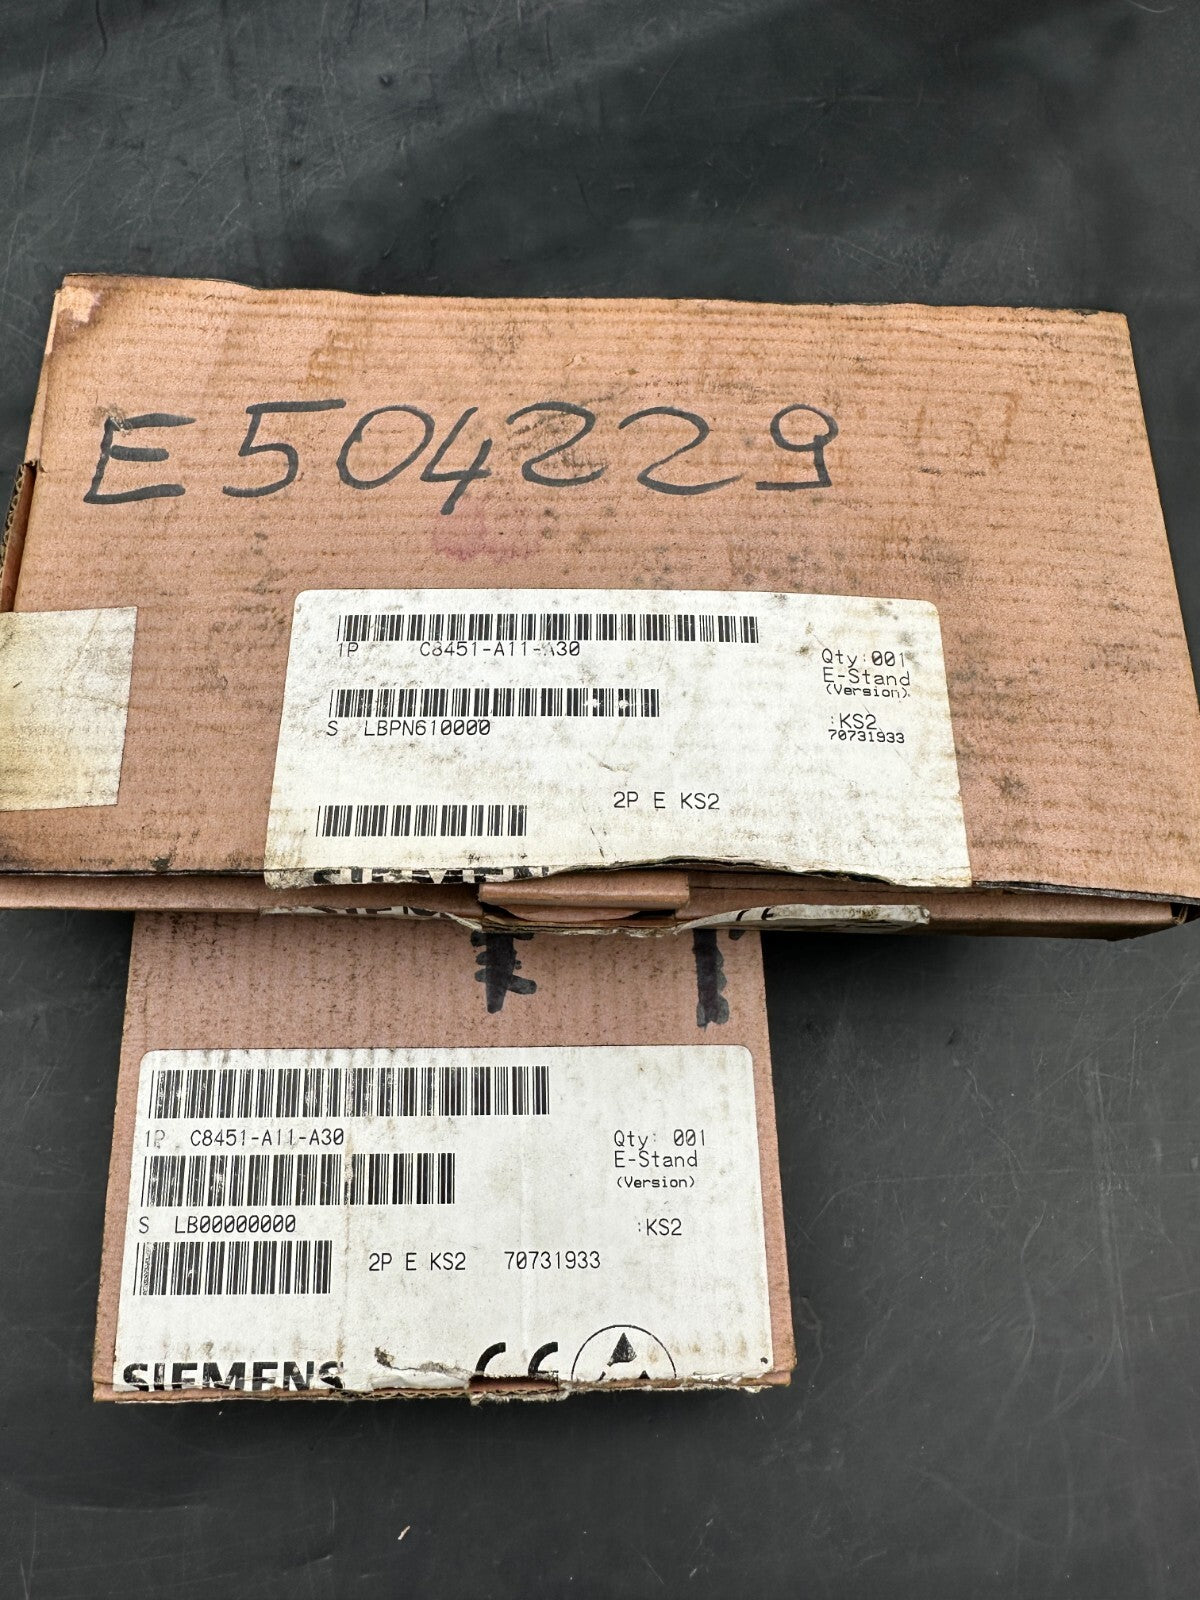 E504229
1P C8451-A11-A30
Qty:001
E-Stand
(Version)
S LBPN610000
:KS2
70731933
2P E KS2
SIEMEN
1P C8451-A11-A30
Qty: 001
E-Stand
(Version)
S LB00000000
:KS2
2P E KS2 70731933
SIEMENS CE